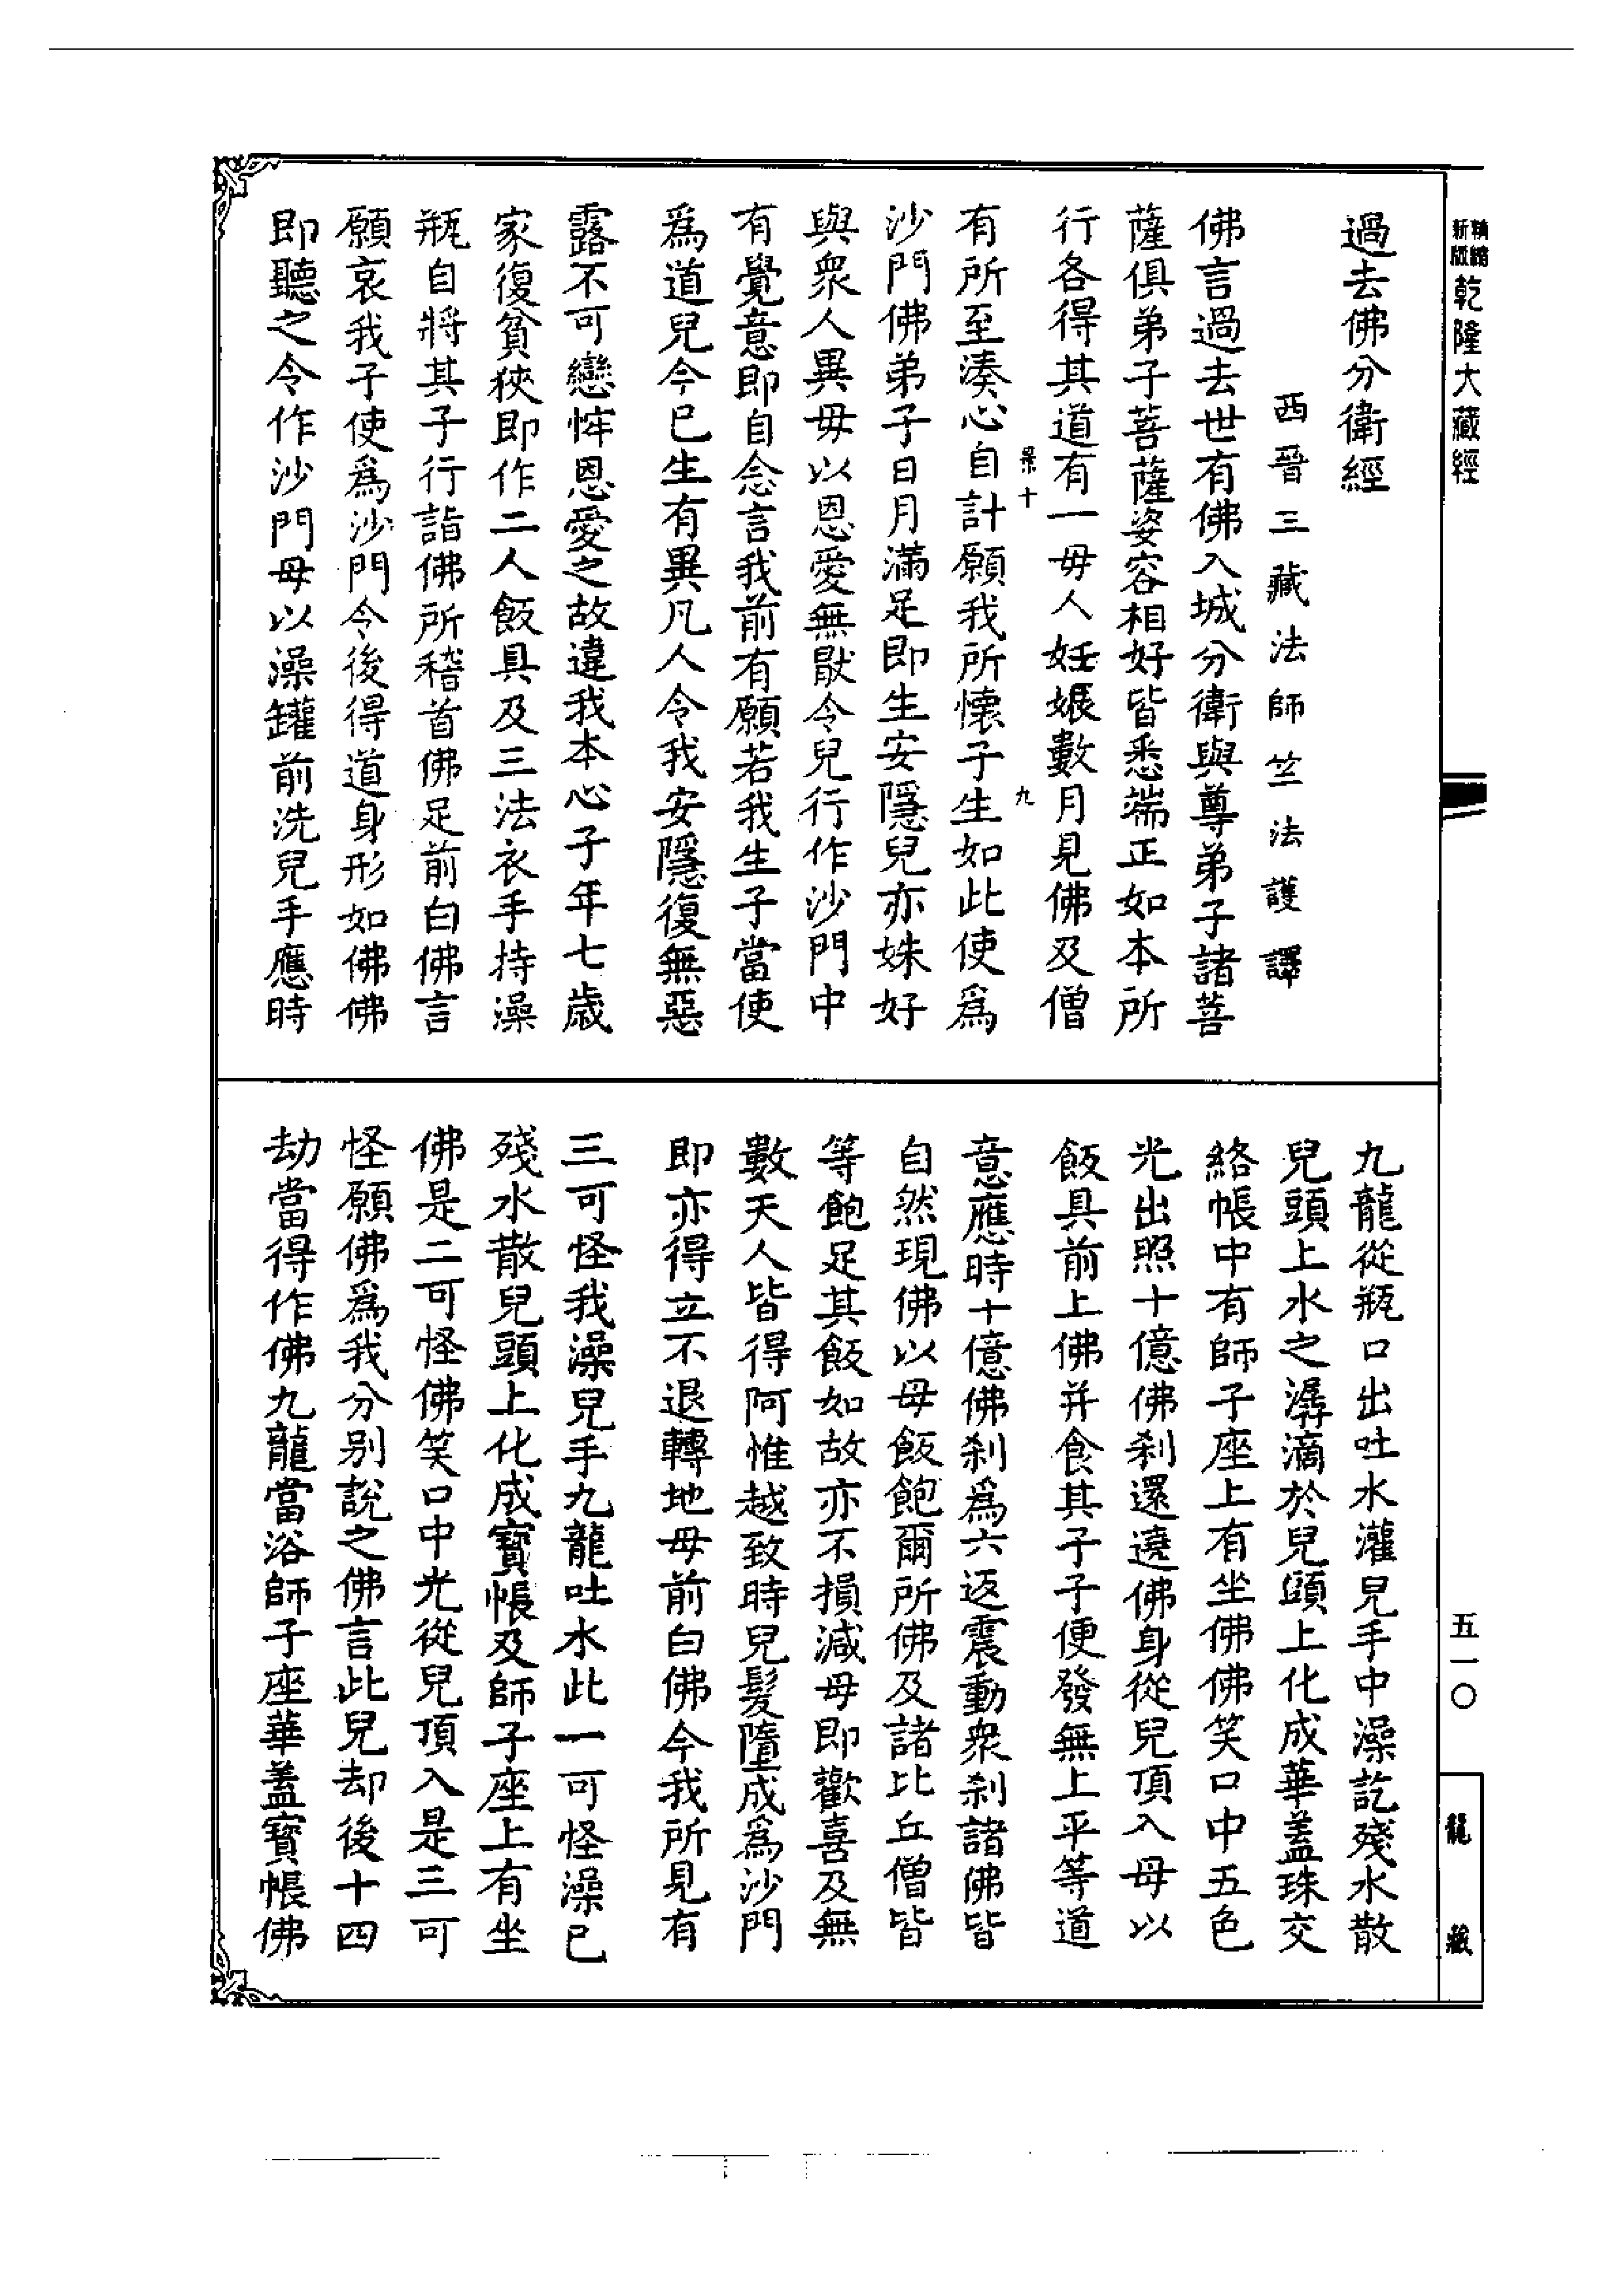 新版精縮乾隆大藏經
過去佛分衛經
西晉三藏法師竺法護譯
佛言過去世有佛入城分衛與尊弟子諸菩
薩俱弟子菩薩姿容相好皆悉端正如本所
行各得其道有一母人妊娠數月見佛及僧
杲十
九
有所至湊心自計願我所懷子生如此使爲
沙門佛弟子日月滿足即生安隱兒亦姝好
與衆人異母以恩愛無猒令兒行作沙門中
有覺意即自念言我前有願若我生子當使
爲道兒今已生有異凡人令我安隱復無惡
露不可戀悴恩愛之故違我本心子年七歲
家復貧狹即作二人飯具及三法衣手持澡
瓶自將其子行詣佛所稽首佛足前白佛言
願哀我子使爲沙門令後得道身形如佛佛
即聽之令作沙門母以澡罐前洗兒手應時
九龍從瓶口出吐水灌兒手中澡訖殘水散
兒頭上水之潺滴於兒頭上化成華蓋珠交
絡帳中有師子座上有坐佛佛笑口中五色
光出照十億佛刹還遶佛身從兒頂入母以
飯具前上佛并食其子子便發無上平等道
意應時十億佛刹爲六返震動衆刹諸佛皆
自然現佛以母飯飽爾所佛及諸比丘僧皆
等飽足其飯如故亦不損減母即歡喜及無
數天人皆得阿惟越致時兒髮墮成爲沙門
即亦得立不退轉地母前白佛今我所見有
三可怪我澡兒手九龍吐水此一可怪澡已
殘水散兒頭上化成寶帳及師子座上有坐
佛是二可怪佛笑口中光從兒頂入是三可
怪願佛爲我分別說之佛言此兒却後十四
劫當得作佛九龍當浴師子座華蓋寶帳佛
五一〇
龍藏